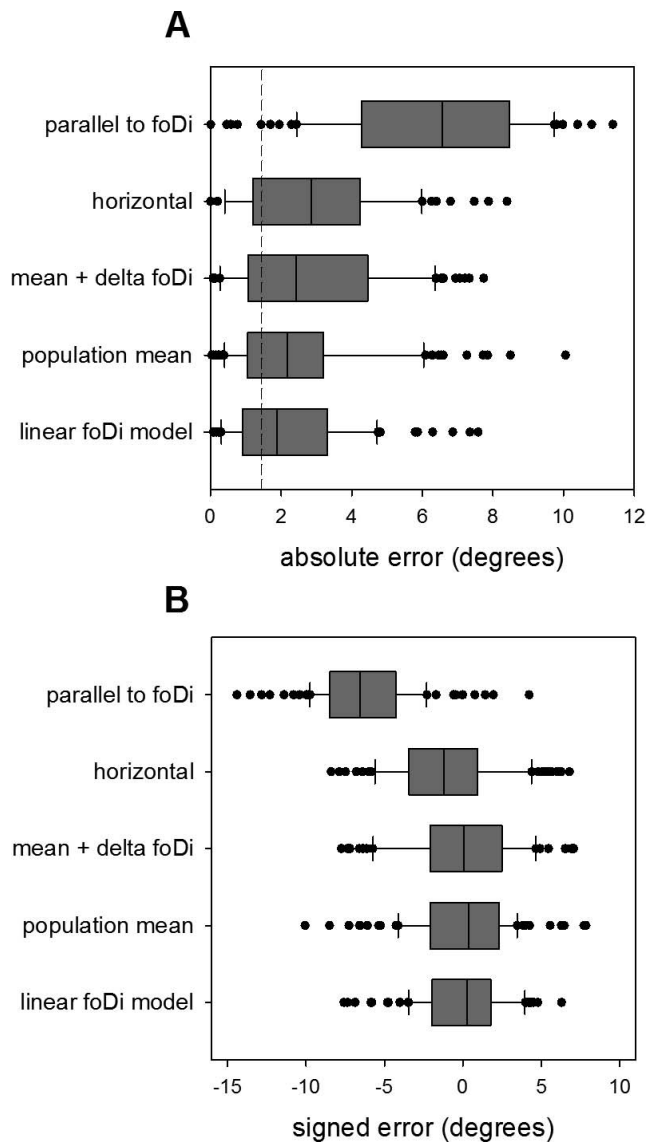 A
parallel to foDi
horizontal
mean + delta foDi
population mean
linear foDi model
0 2 4 6 8 10 12
absolute error (degrees)
B
parallel to foDi
horizontal
mean + delta foDi
population mean
linear foDi model
-15 -10 -5 0 5 10
signed error (degrees)